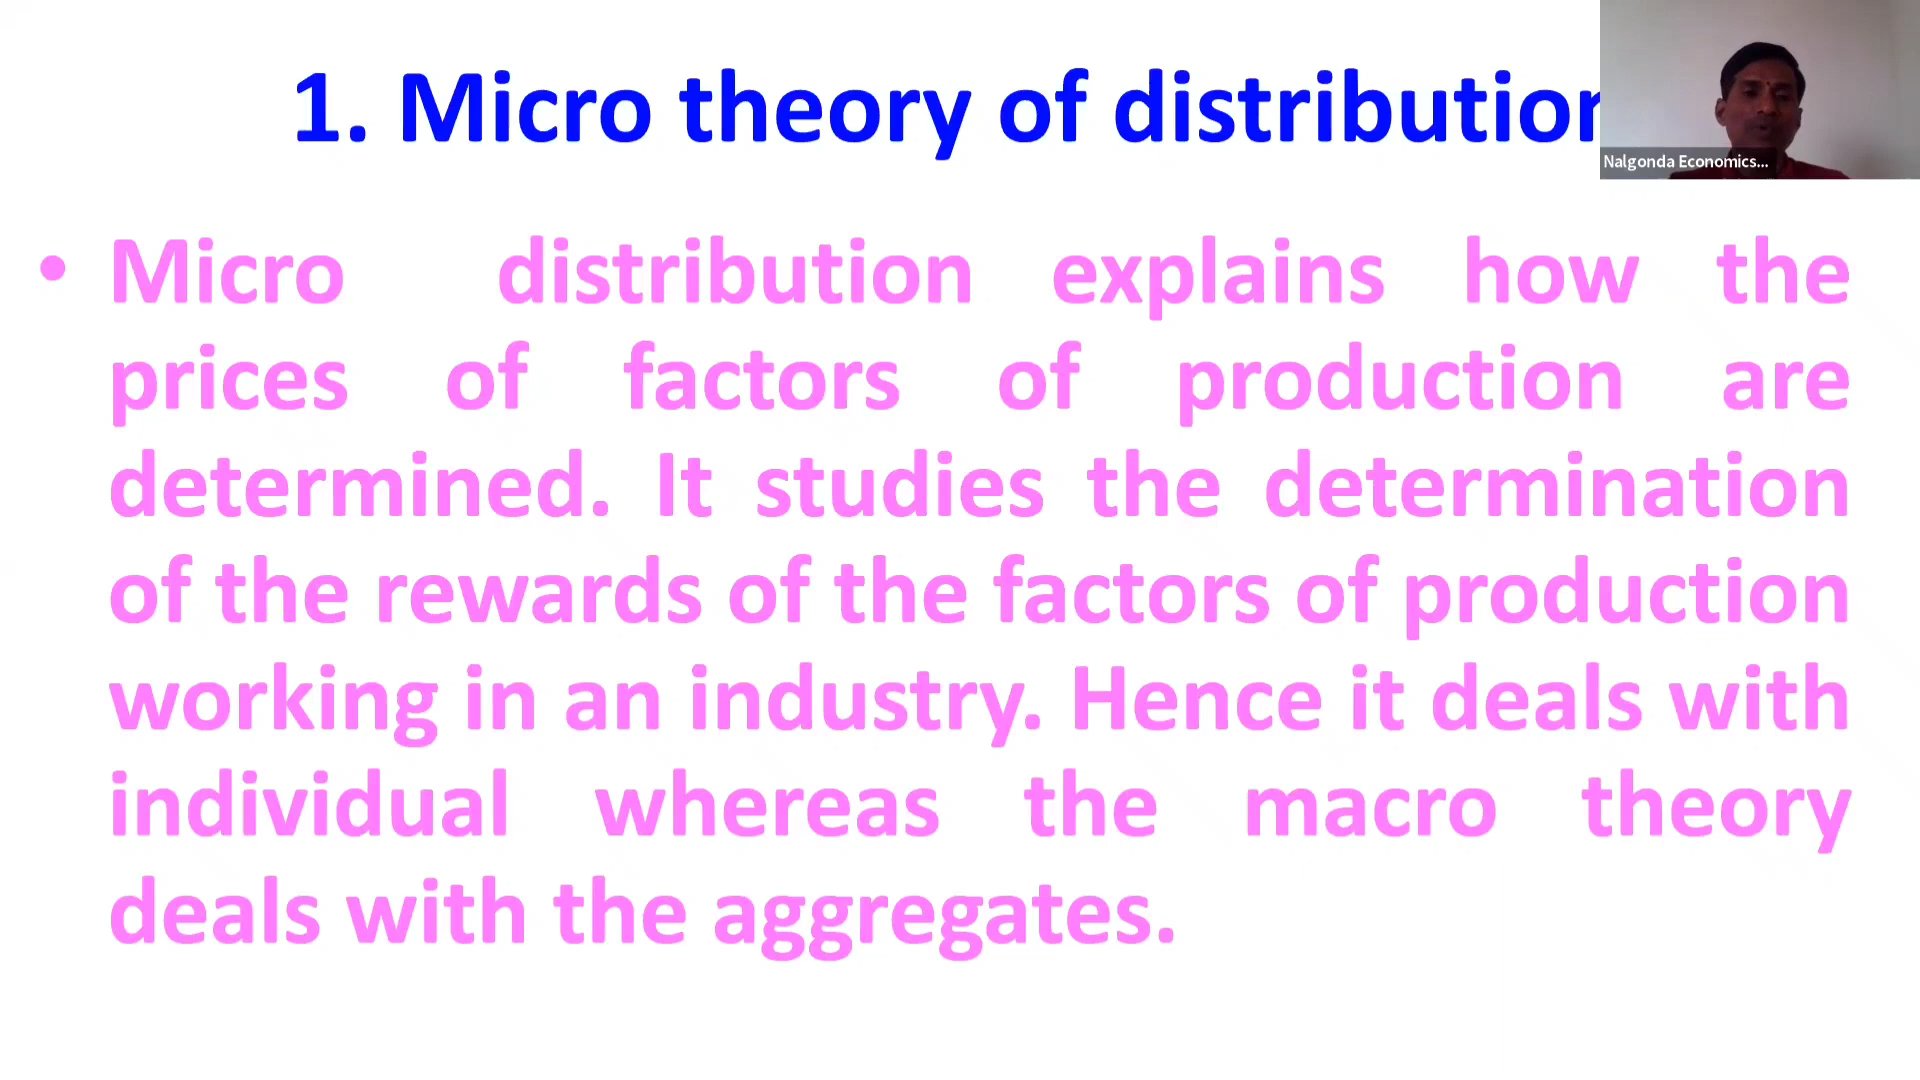 1. Micro theory of distribution
Nalgonda Economics...
• Micro distribution explains how the
prices of factors of production are
determined. It studies the determination
of the rewards of the factors of production
working in an industry. Hence it deals with
individual whereas the macro theory
deals with the aggregates.